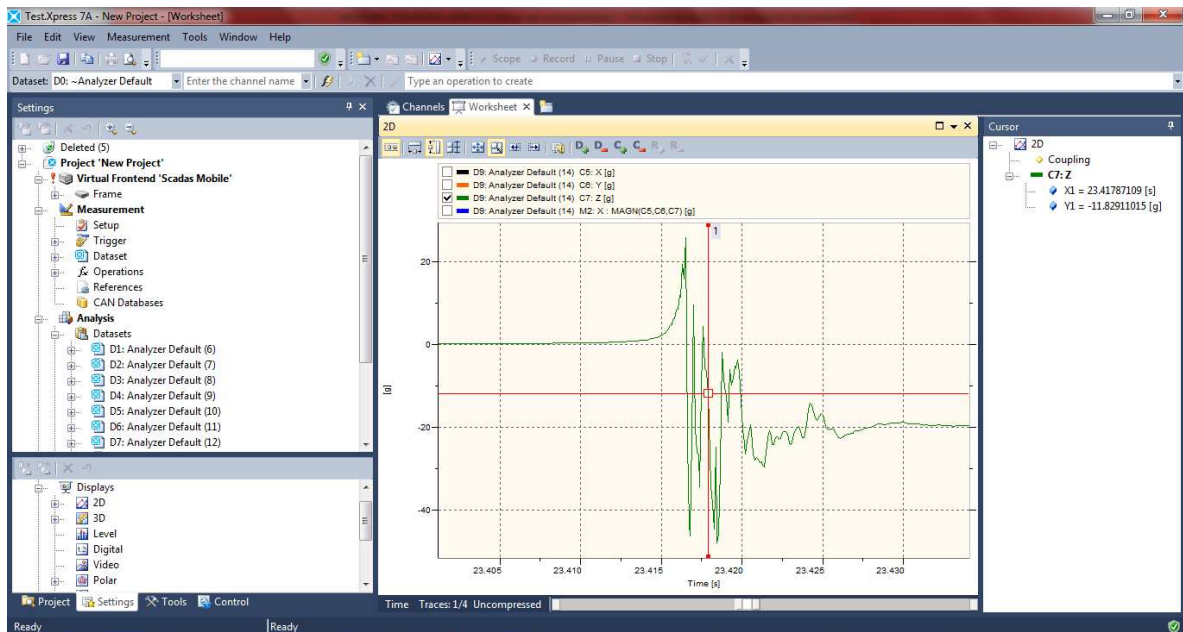 Test.Xpress 7A - New Project - [Worksheet]
File Edit View Measurement Tools Window Help
Scope Record Pause Stop
Dataset: D0: ~Analyzer Default Enter the channel name Type an operation to create
Settings
Deleted (5)
Project 'New Project'
Virtual Frontend 'Scadas Mobile'
Frame
Measurement
Setup
Trigger
Dataset
Operations
References
CAN Databases
Analysis
Datasets
D1: Analyzer Default (6)
D2: Analyzer Default (7)
D3: Analyzer Default (8)
D4: Analyzer Default (9)
D5: Analyzer Default (10)
D6: Analyzer Default (11)
D7: Analyzer Default (12)
Displays
2D
3D
Level
Digital
Video
Polar
Project Settings Tools Control
Channels Worksheet
2D
D9: Analyzer Default (14) C5: X [g]
D9: Analyzer Default (14) C6: Y [g]
D9: Analyzer Default (14) C7: Z [g]
D9: Analyzer Default (14) M2: X : MAGN(C5,C6,C7) [g]
1
20
0
[g]
-20
-40
23.405 23.410 23.415 23.420 23.425 23.430
Time [s]
Time Traces: 1/4 Uncompressed
Cursor
2D
Coupling
C7: Z
X1 = 23.41787109 [s]
Y1 = -11.82911015 [g]
Ready Ready